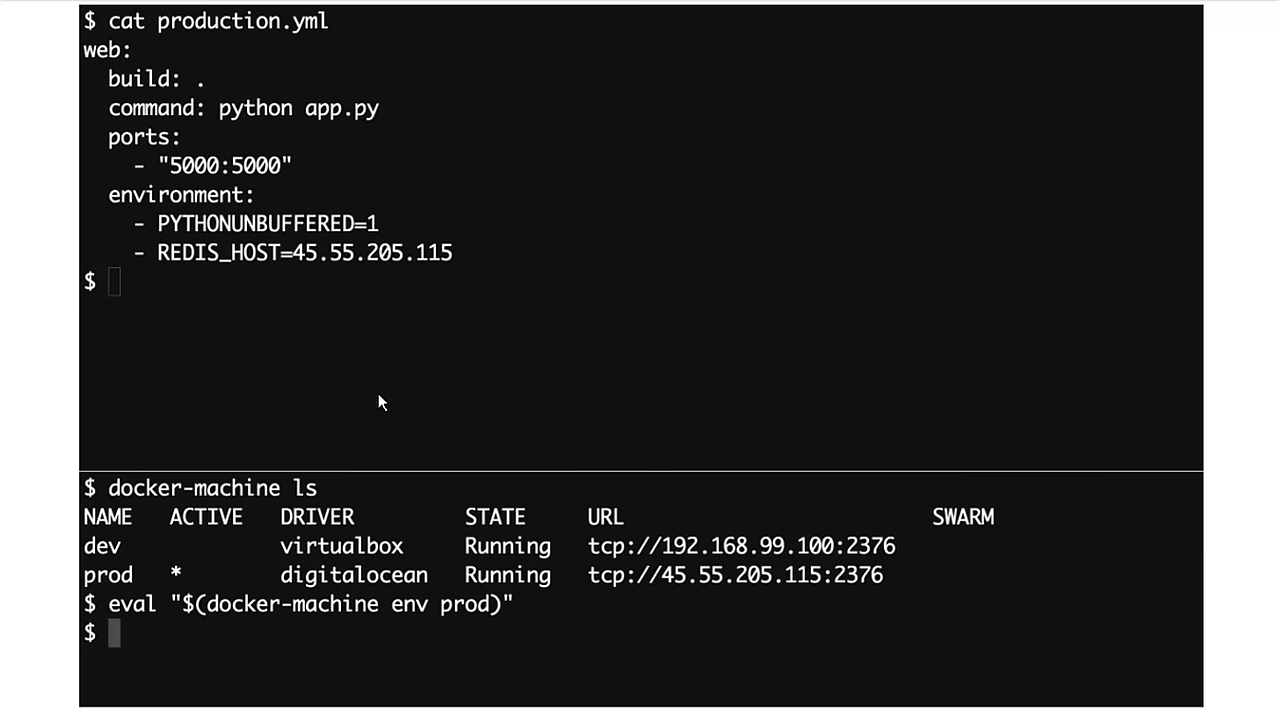 $ cat production.yml
web:
  build: .
  command: python app.py
  ports:
    - "5000:5000"
  environment:
    - PYTHONUNBUFFERED=1
    - REDIS_HOST=45.55.205.115
$
$ docker-machine ls
NAME   ACTIVE   DRIVER         STATE     URL                         SWARM
dev             virtualbox     Running   tcp://192.168.99.100:2376
prod   *        digitalocean   Running   tcp://45.55.205.115:2376
$ eval "$(docker-machine env prod)"
$